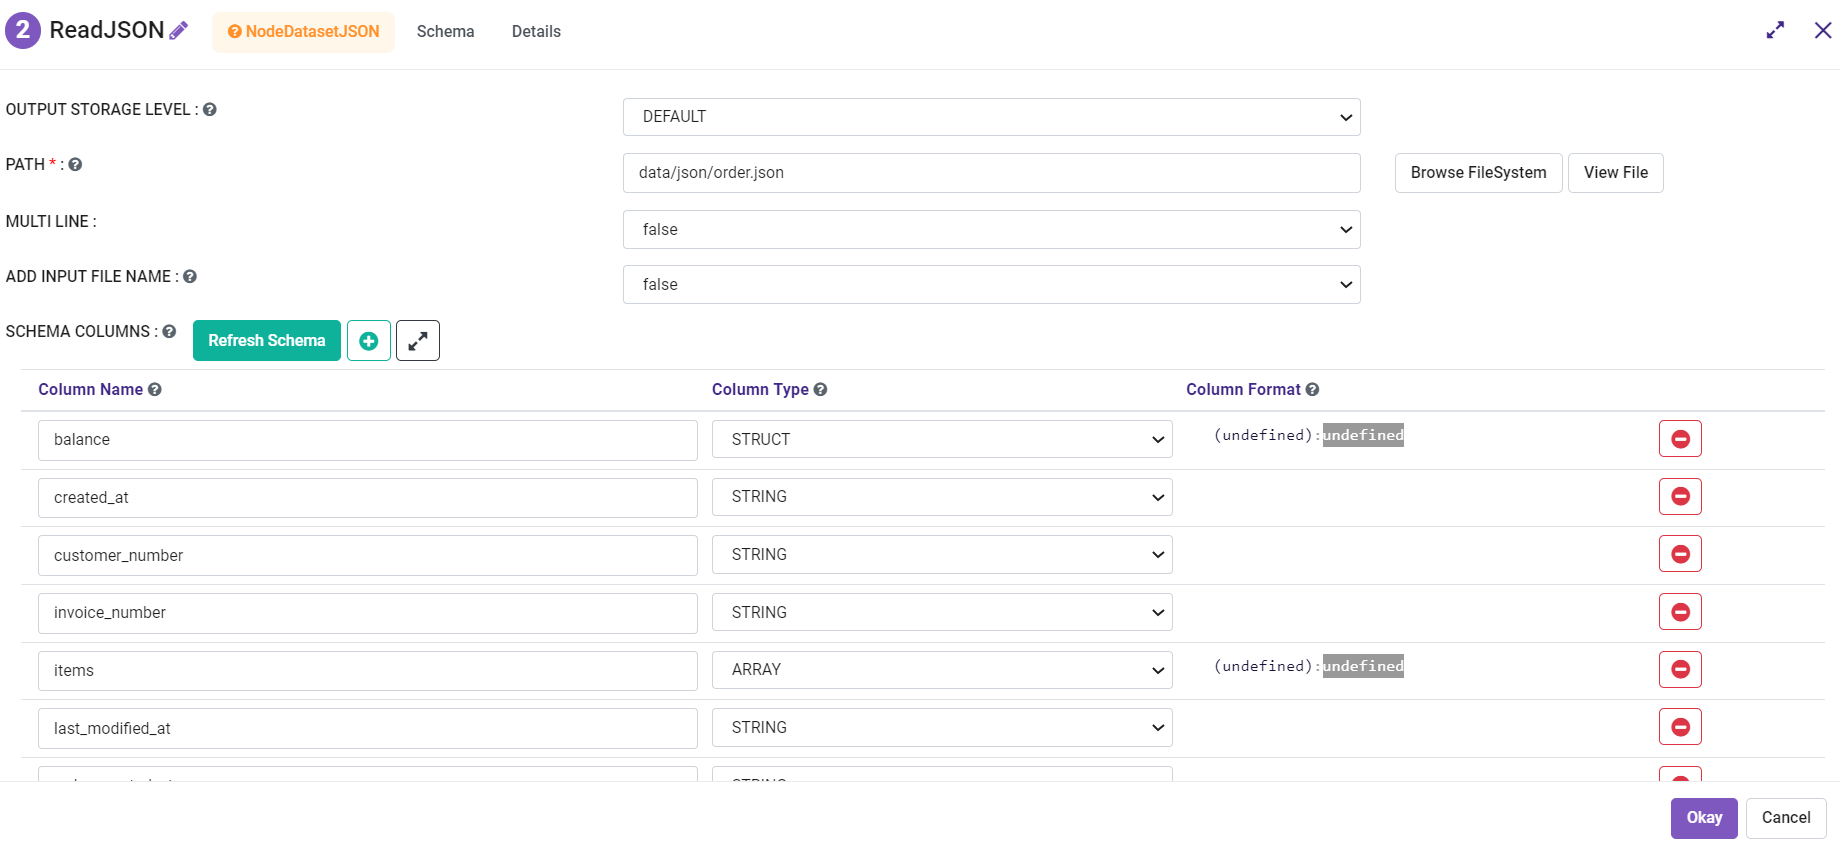 2 ReadJSON NodeDatasetJSON Schema Details
OUTPUT STORAGE LEVEL : DEFAULT
PATH * : data/json/order.json Browse FileSystem View File
MULTI LINE : false
ADD INPUT FILE NAME : false
SCHEMA COLUMNS : Refresh Schema
Column Name Column Type Column Format
balance STRUCT (undefined):undefined
created_at STRING
customer_number STRING
invoice_number STRING
items ARRAY (undefined):undefined
last_modified_at STRING
STRING
Okay Cancel